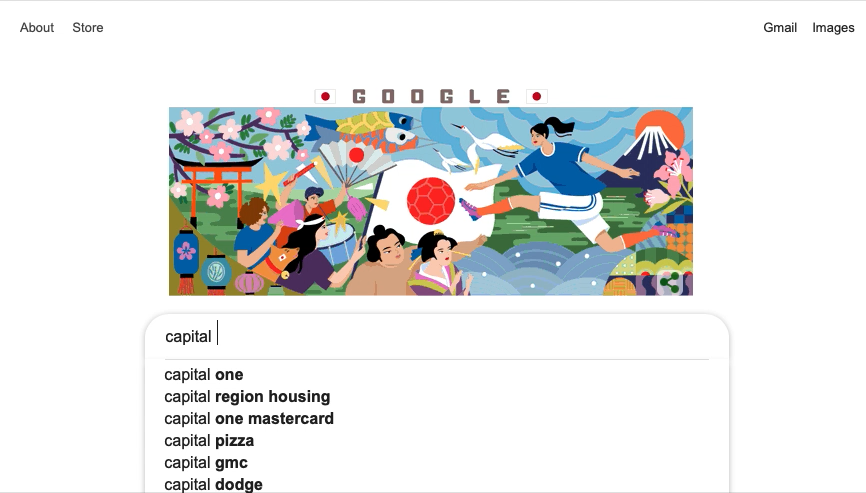 About Store
Gmail Images
GOOGLE
capital
capital one
capital region housing
capital one mastercard
capital pizza
capital gmc
capital dodge